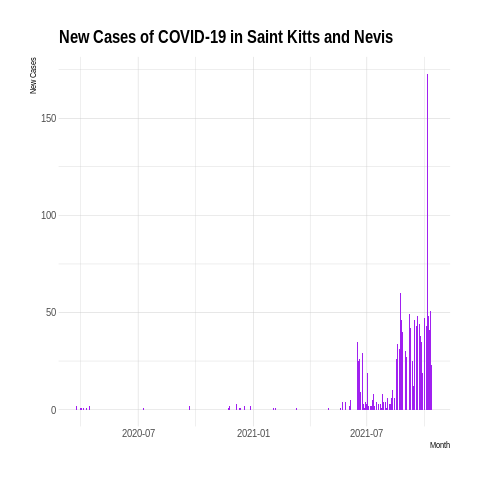 New Cases of COVID-19 in Saint Kitts and Nevis
New Cases
150
100
50
0
2020-07 2021-01 2021-07
Month